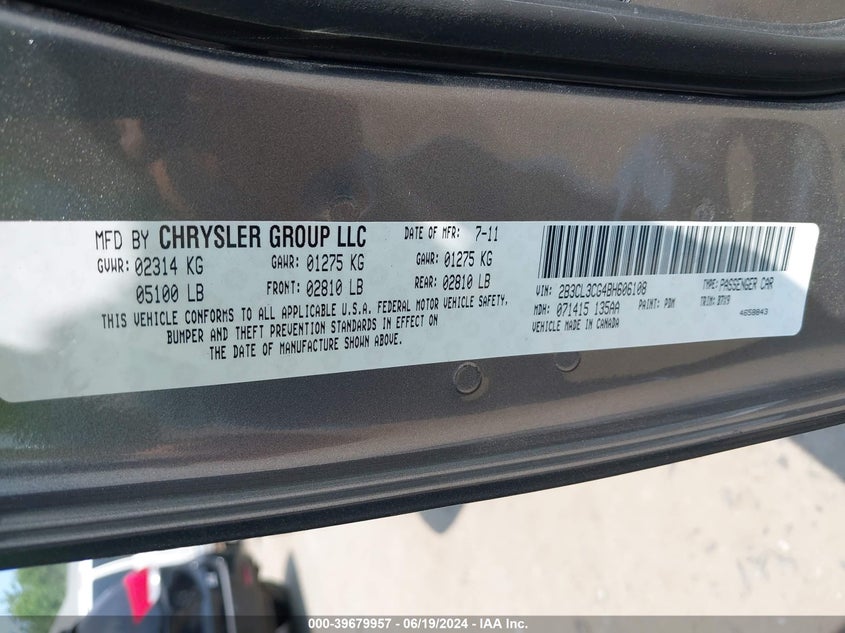 MFD BY CHRYSLER GROUP LLC DATE OF MFR: 7-11
GVWR: 02314 KG GAWR: 01275 KG GAWR: 01275 KG
05100 LB FRONT: 02810 LB REAR: 02810 LB
THIS VEHICLE CONFORMS TO ALL APPLICABLE U.S.A. FEDERAL MOTOR VEHICLE SAFETY,
BUMPER AND THEFT PREVENTION STANDARDS IN EFFECT ON
THE DATE OF MANUFACTURE SHOWN ABOVE.
VIN: 2B3CL3CG4BH606108 TYPE: PASSENGER CAR
MDH: 071415 135AA PAINT: PDM TRIM: B7X9
VEHICLE MADE IN CANADA 4658843
000-39679957 - 06/19/2024 - IAA Inc.